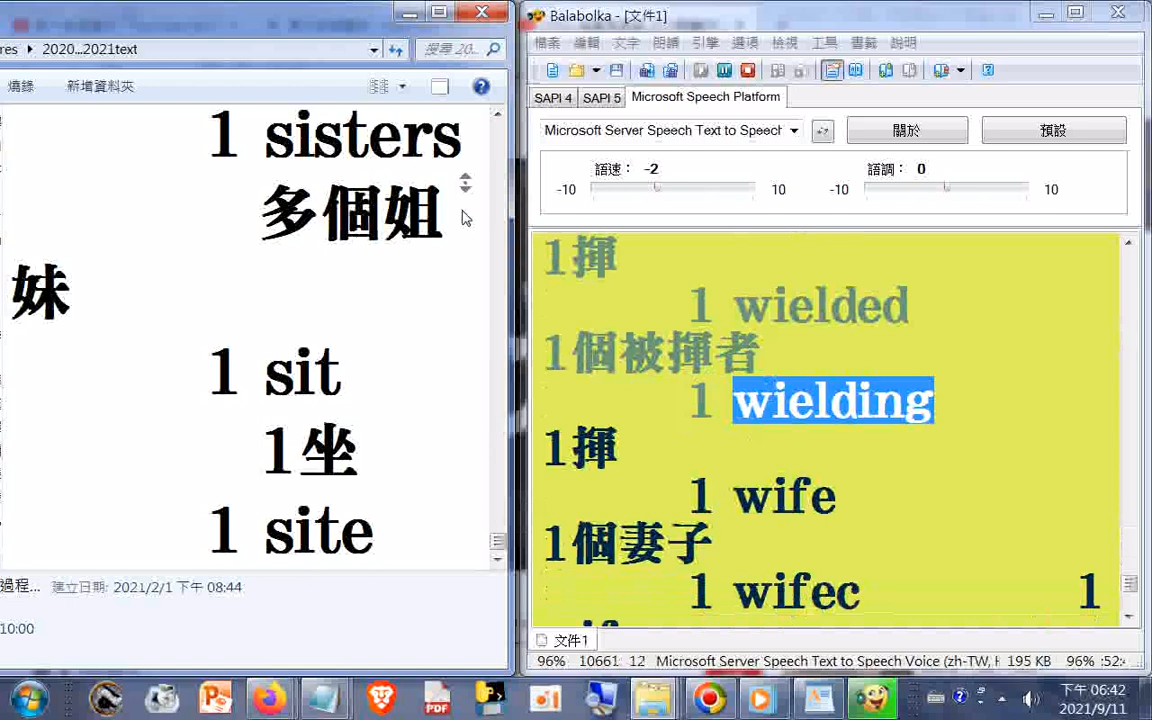 res ▸ 2020...2021text
搜尋 20...
燒錄 新增資料夾
1 sisters
多個姐
妹
1 sit
1坐
1 site
過程... 建立日期: 2021/2/1 下午 08:44
10:00
Balabolka - [文件1]
檔案 編輯 文字 朗讀 引擎 選項 檢視 工具 書籤 說明
SAPI 4 SAPI 5 Microsoft Speech Platform
Microsoft Server Speech Text to Speech 關於 預設
語速： -2 語調： 0
-10 10 -10 10
1揮
1 wielded
1個被揮者
1 wielding
1揮
1 wife
1個妻子
1 wifec 1
文件1
96% 10661 12 Microsoft Server Speech Text to Speech Voice (zh-TW, 195 KB 96% :52:
下午 06:42
2021/9/11